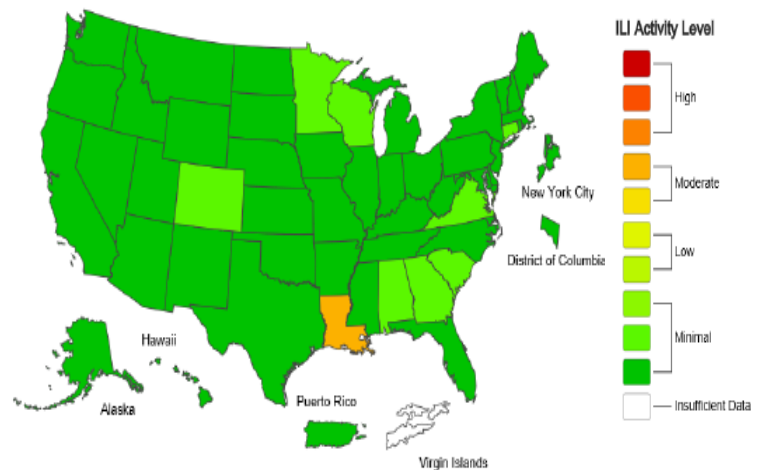 ILI Activity Level
High
Moderate
New York City
Low
District of Columbia
Minimal
Hawaii
Puerto Rico
Insufficient Data
Alaska
Virgin Islands